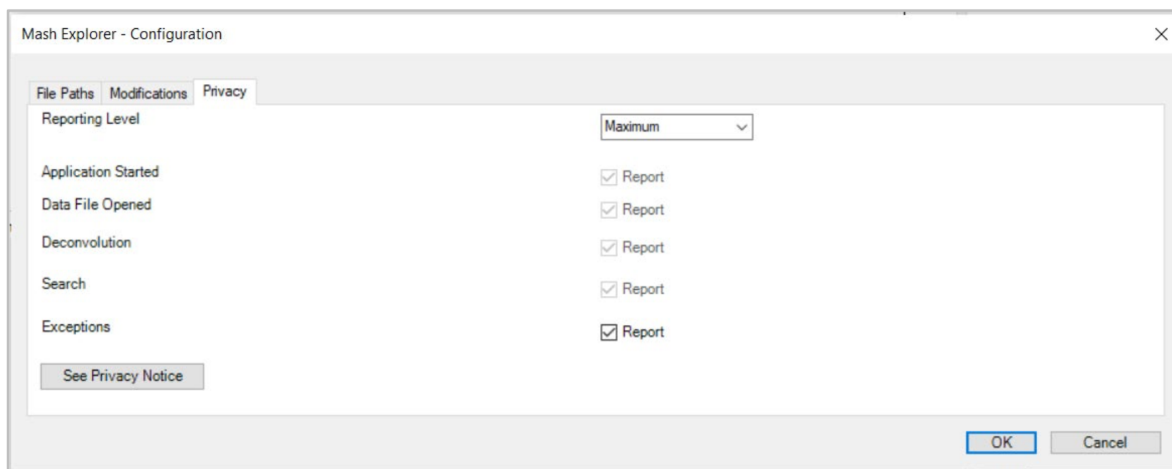 Mash Explorer - Configuration
File Paths Modifications Privacy
Reporting Level Maximum
Application Started Report
Data File Opened Report
Deconvolution Report
Search Report
Exceptions Report
See Privacy Notice
OK Cancel